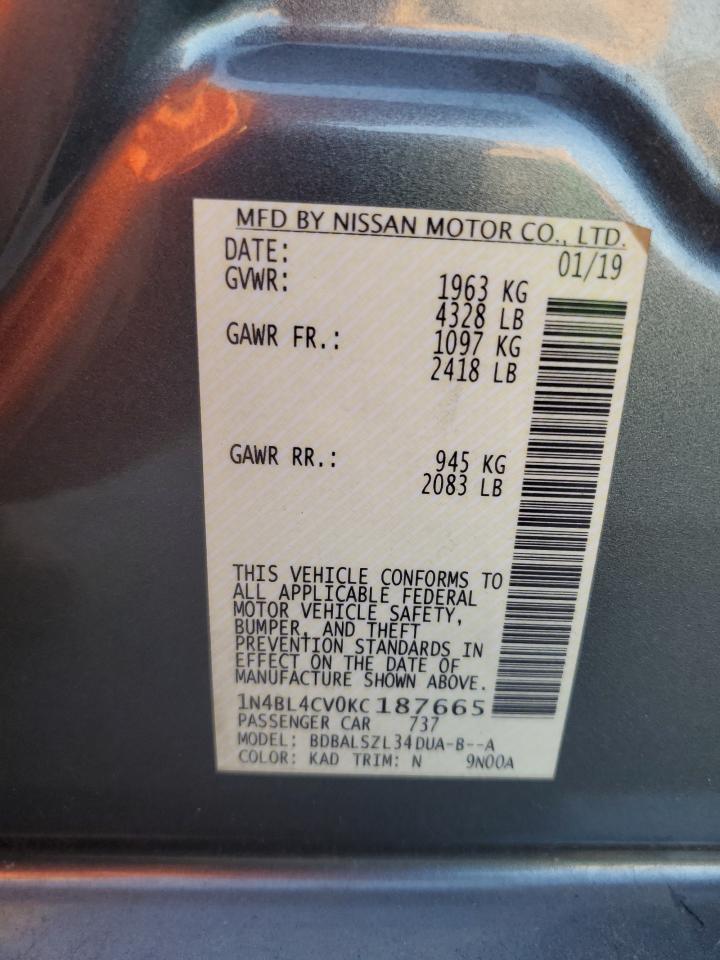 MFD BY NISSAN MOTOR CO., LTD.
DATE: 01/19
GVWR: 1963 KG
4328 LB
GAWR FR.: 1097 KG
2418 LB
GAWR RR.: 945 KG
2083 LB
THIS VEHICLE CONFORMS TO
ALL APPLICABLE FEDERAL
MOTOR VEHICLE SAFETY,
BUMPER, AND THEFT
PREVENTION STANDARDS IN
EFFECT ON THE DATE OF
MANUFACTURE SHOWN ABOVE.
1N4BL4CV0KC187665
PASSENGER CAR 737
MODEL: BDBALSZL34DUA-B--A
COLOR: KAD TRIM: N 9N00A